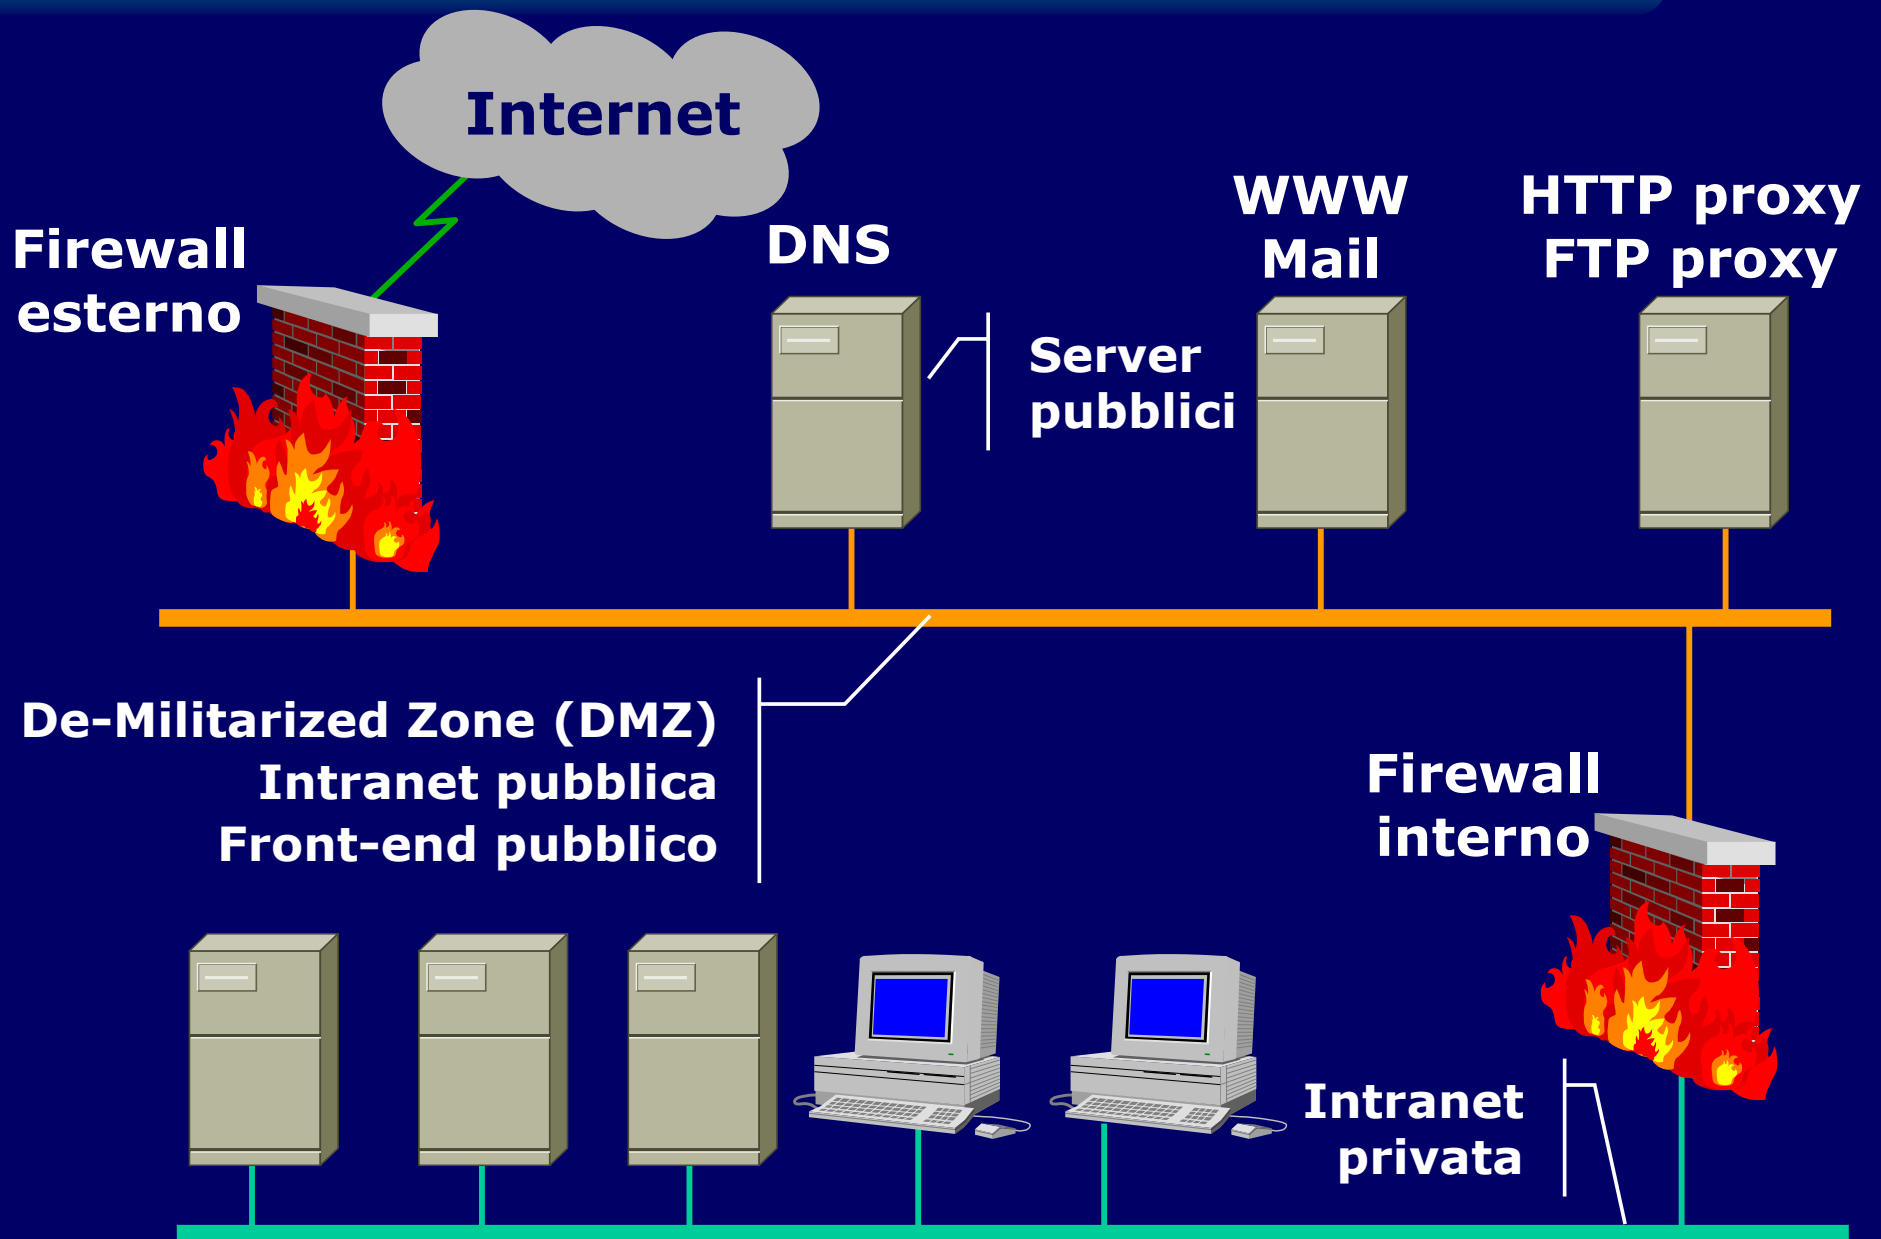 Internet
Firewall
esterno
DNS
WWW
Mail
HTTP proxy
FTP proxy
Server
pubblici
De-Militarized Zone (DMZ)
Intranet pubblica
Front-end pubblico
Firewall
interno
Intranet
privata